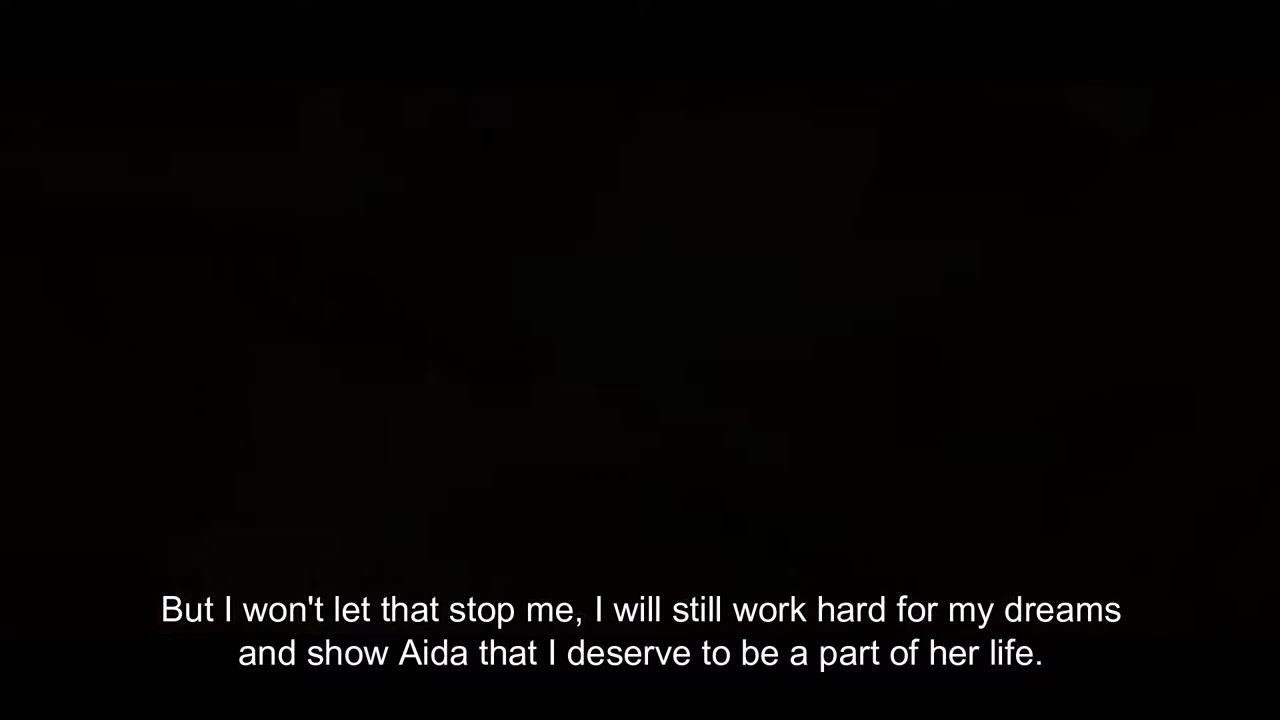 But I won't let that stop me, I will still work hard for my dreams
and show Aida that I deserve to be a part of her life.